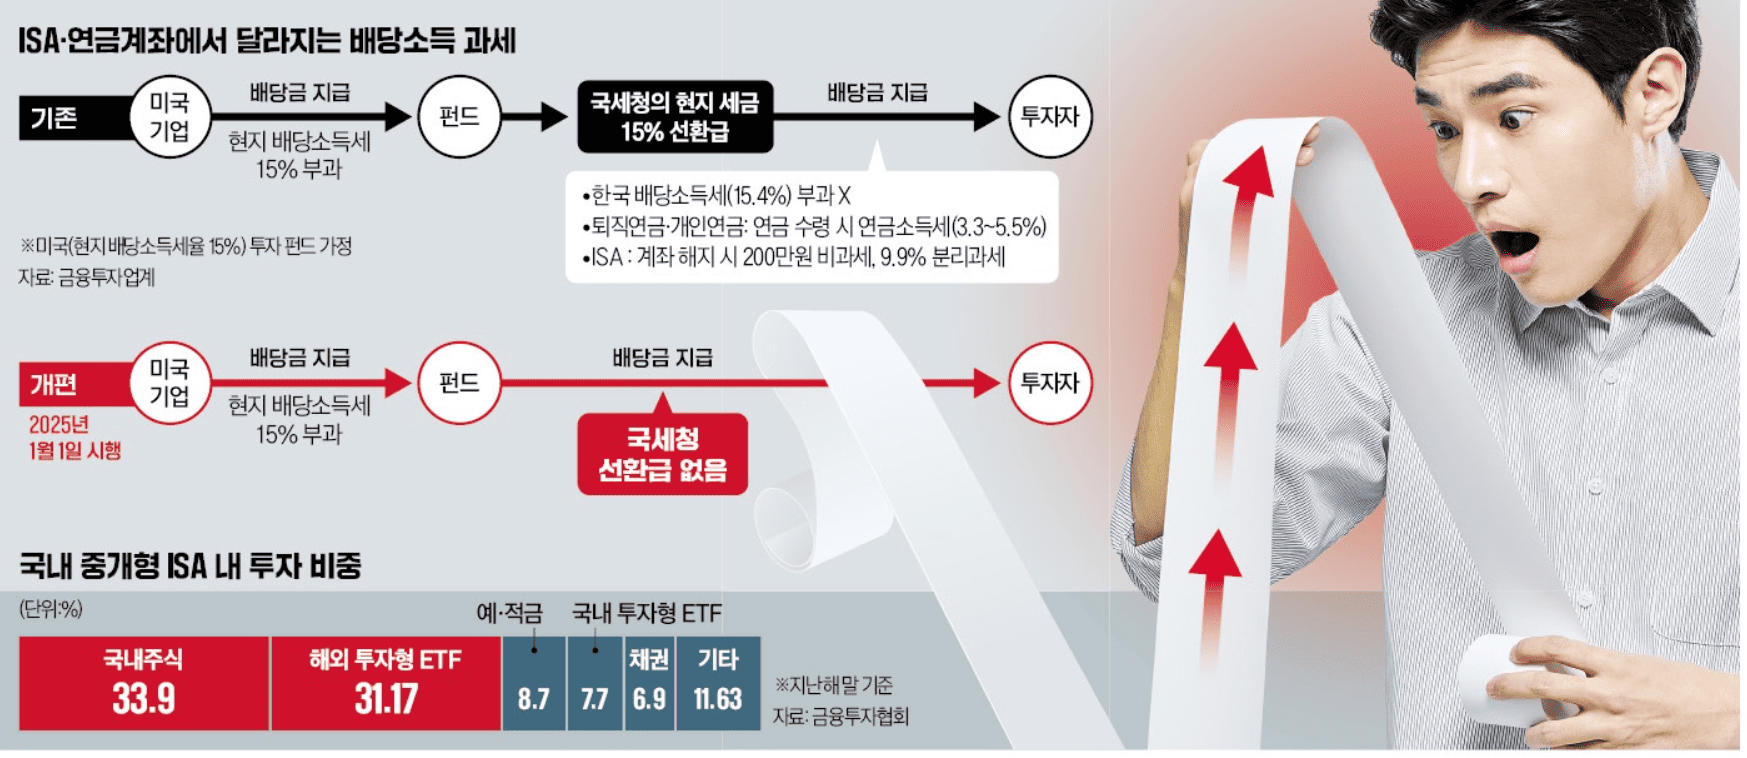 ISA·연금계좌에서 달라지는 배당소득 과세
기존
미국
기업
배당금 지급
현지 배당소득세
15% 부과
펀드
국세청의 현지 세금
15% 선환급
배당금 지급
투자자
•한국 배당소득세(15.4%) 부과 X
•퇴직연금·개인연금: 연금 수령 시 연금소득세(3.3~5.5%)
•ISA : 계좌 해지 시 200만원 비과세, 9.9% 분리과세
※미국(현지 배당소득세율 15%) 투자 펀드 가정
자료: 금융투자업계
개편
2025년
1월 1일 시행
미국
기업
배당금 지급
현지 배당소득세
15% 부과
펀드
배당금 지급
국세청
선환급 없음
투자자
국내 중개형 ISA 내 투자 비중
(단위:%)
예·적금
국내 투자형 ETF
국내주식
33.9
해외 투자형 ETF
31.17
8.7
7.7
채권
6.9
기타
11.63
※지난해 말 기준
자료: 금융투자협회